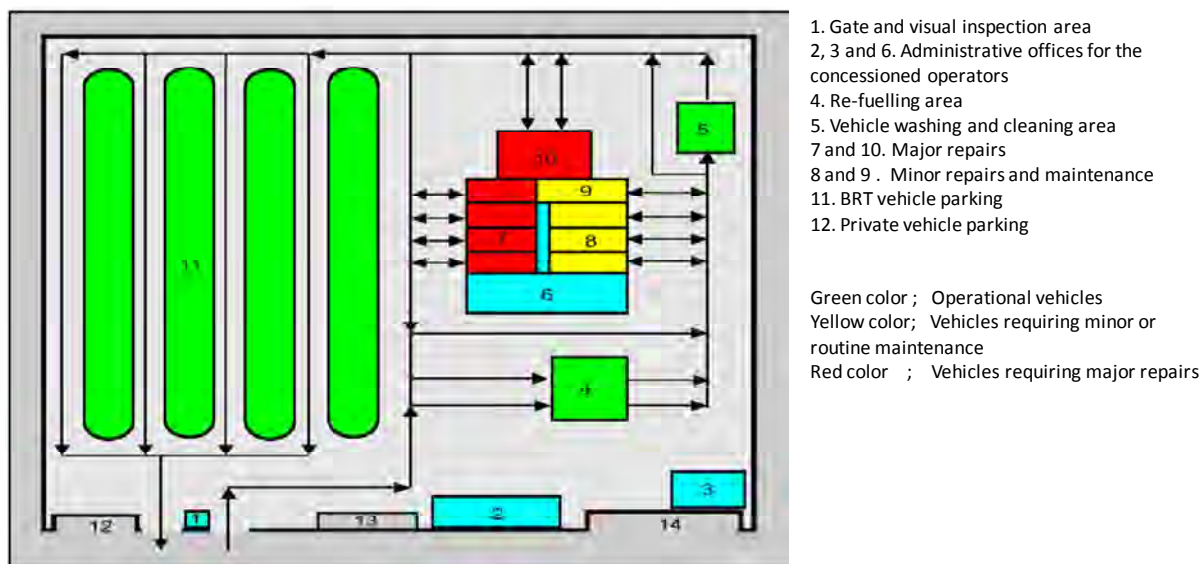 1. Gate and visual inspection area
2, 3 and 6. Administrative offices for the
concessioned operators
4. Re-fuelling area
5. Vehicle washing and cleaning area
7 and 10. Major repairs
8 and 9 . Minor repairs and maintenance
11. BRT vehicle parking
12. Private vehicle parking
Green color ; Operational vehicles
Yellow color; Vehicles requiring minor or
routine maintenance
Red color ; Vehicles requiring major repairs
5
10
9
7
8
11
6
4
3
2
1
12
13
14